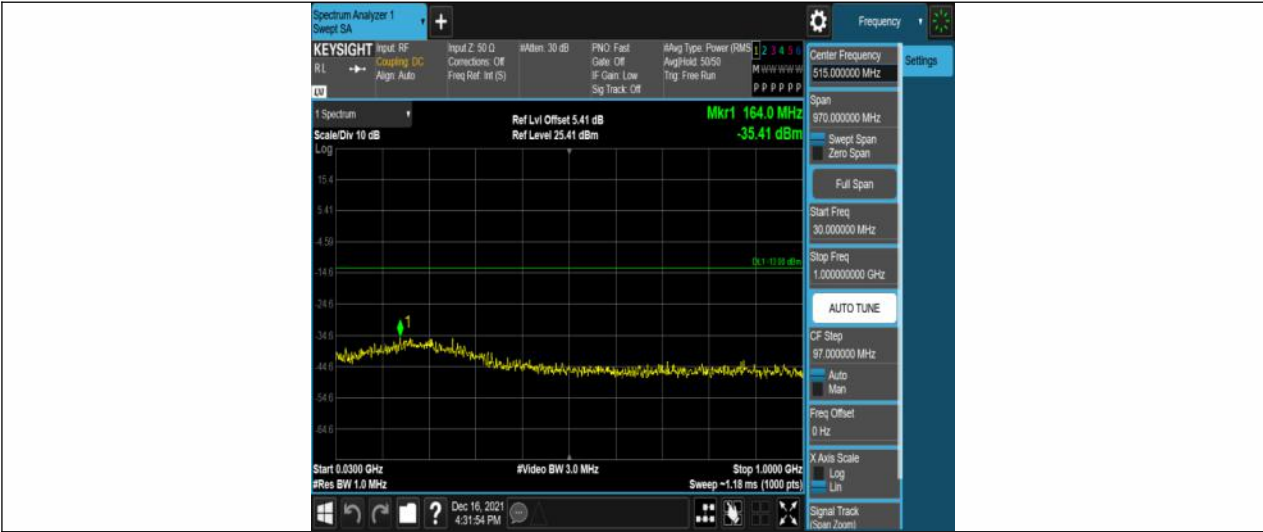 Spectrum Analyzer 1
Swept SA
+
Frequency
KEYSIGHT
RL
Input: RF
Coupling: DC
Align: Auto
Input Z: 50 Ω
Corrections: Off
Freq Ref: Int (S)
#Atten: 30 dB
PNO: Fast
Gate: Off
IF Gain: Low
Sig Track: Off
#Avg Type: Power (RMS
Avg|Hold: 50/50
Trig: Free Run
1 2 3 4 5 6
M W W W W W
P P P P P P
LV
1 Spectrum
Scale/Div 10 dB
Log
Ref Lvl Offset 5.41 dB
Ref Level 25.41 dBm
Mkr1 164.0 MHz
-35.41 dBm
15.4
5.41
-4.59
DL1 -13.00 dBm
-14.6
-24.6
1
-34.6
-44.6
-54.6
-64.6
Start 0.0300 GHz
#Res BW 1.0 MHz
#Video BW 3.0 MHz
Stop 1.0000 GHz
Sweep ~1.18 ms (1000 pts)
Dec 16, 2021
4:31:54 PM
Center Frequency
515.000000 MHz
Settings
Span
970.000000 MHz
Swept Span
Zero Span
Full Span
Start Freq
30.000000 MHz
Stop Freq
1.000000000 GHz
AUTO TUNE
CF Step
97.000000 MHz
Auto
Man
Freq Offset
0 Hz
X Axis Scale
Log
Lin
Signal Track
(Span Zoom)